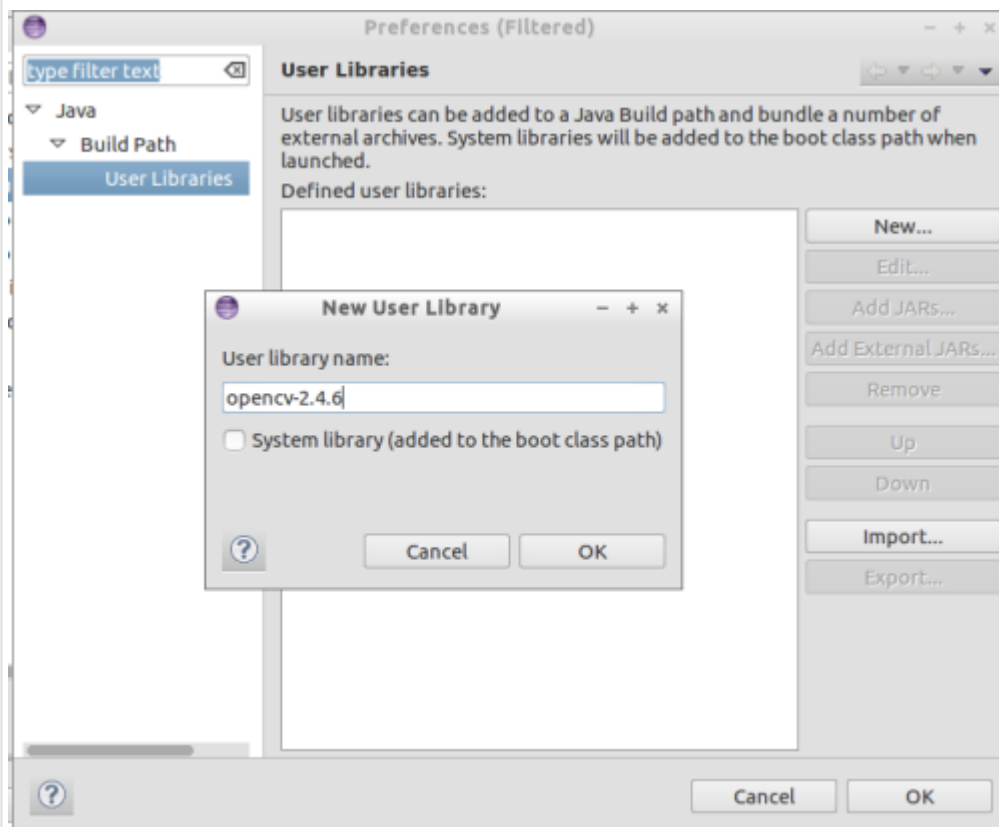 Preferences (Filtered)
type filter text
Java
Build Path
User Libraries
User Libraries
User libraries can be added to a Java Build path and bundle a number of
external archives. System libraries will be added to the boot class path when
launched.
Defined user libraries:
New...
Edit...
Add JARs...
Add External JARs...
Remove
Up
Down
Import...
Export...
New User Library
User library name:
opencv-2.4.6
System library (added to the boot class path)
?
Cancel
OK
?
Cancel
OK